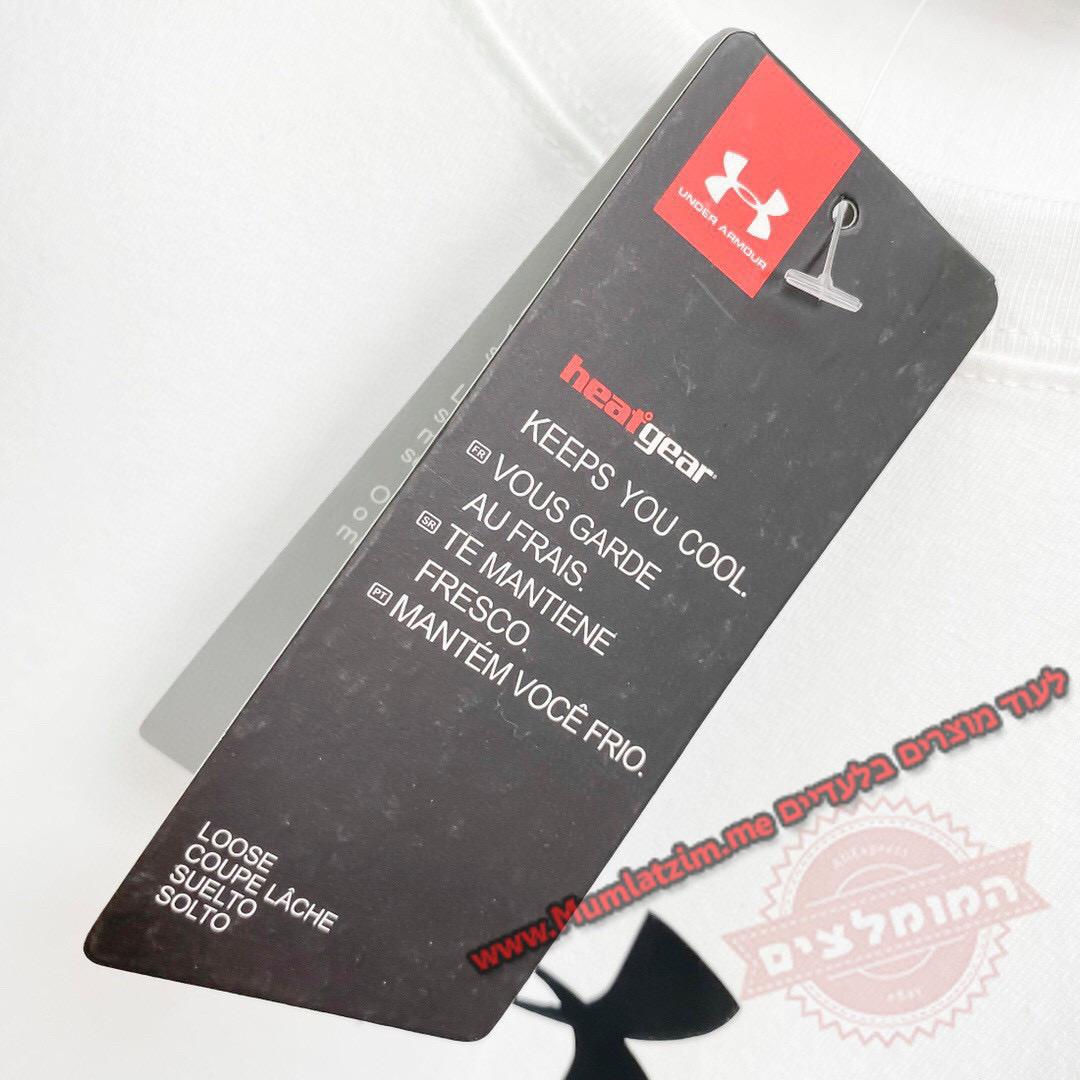 UNDER ARMOUR
heatgear
KEEPS YOU COOL.
FR VOUS GARDE
AU FRAIS.
SR TE MANTIENE
FRESCO.
PT MANTÉM VOCÊ FRIO.
LOOSE
COUPE LÂCHE
SUELTO
SOLTO
לעוד מוצרים בלעדיים www.Mumlatzim.me
המומלצים